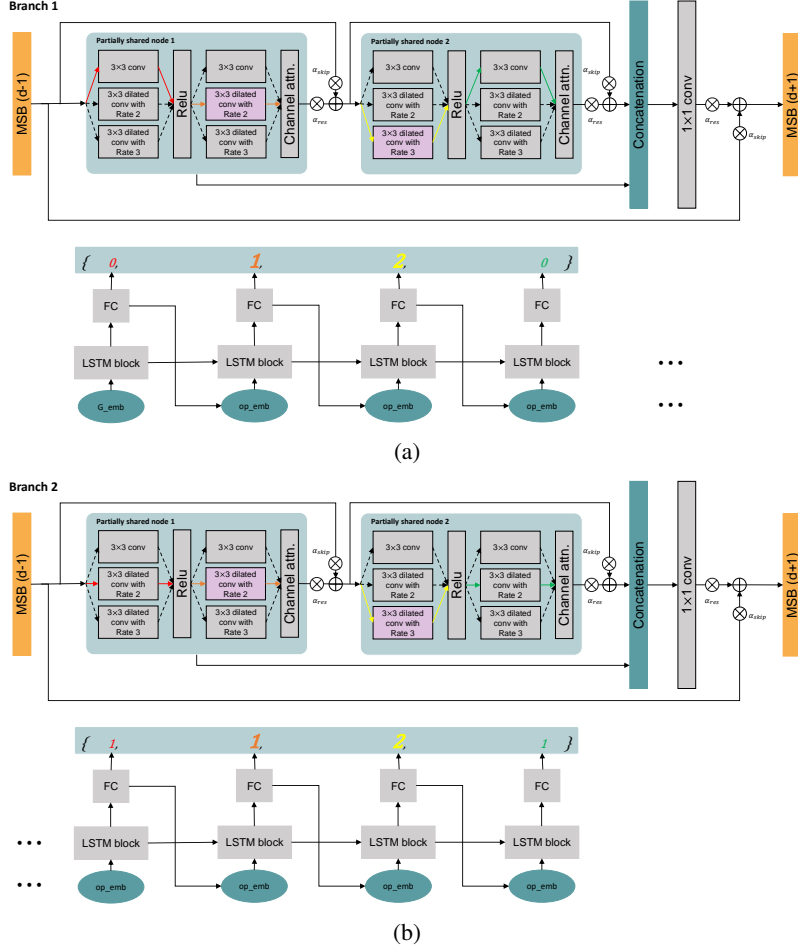 Branch 1
MSB (d-1)
Partially shared node 1
3×3 conv
3×3 dilated
conv with
Rate 2
3×3 dilated
conv with
Rate 3
Relu
3×3 conv
3×3 dilated
conv with
Rate 2
3×3 dilated
conv with
Rate 3
Channel attn.
α_skip
α_res
Partially shared node 2
3×3 conv
3×3 dilated
conv with
Rate 2
3×3 dilated
conv with
Rate 3
Relu
3×3 conv
3×3 dilated
conv with
Rate 2
3×3 dilated
conv with
Rate 3
Channel attn.
α_skip
α_res
Concatenation
1×1 conv
α_res
α_skip
MSB (d+1)
{ 0, 1, 2, 0 }
FC FC FC FC
LSTM block LSTM block LSTM block LSTM block •••
G_emb op_emb op_emb op_emb •••
(a)
Branch 2
MSB (d-1)
Partially shared node 1
3×3 conv
3×3 dilated
conv with
Rate 2
3×3 dilated
conv with
Rate 3
Relu
3×3 conv
3×3 dilated
conv with
Rate 2
3×3 dilated
conv with
Rate 3
Channel attn.
α_skip
α_res
Partially shared node 2
3×3 conv
3×3 dilated
conv with
Rate 2
3×3 dilated
conv with
Rate 3
Relu
3×3 conv
3×3 dilated
conv with
Rate 2
3×3 dilated
conv with
Rate 3
Channel attn.
α_skip
α_res
Concatenation
1×1 conv
α_res
α_skip
MSB (d+1)
{ 1, 1, 2, 1 }
FC FC FC FC
••• LSTM block LSTM block LSTM block LSTM block
••• op_emb op_emb op_emb op_emb
(b)